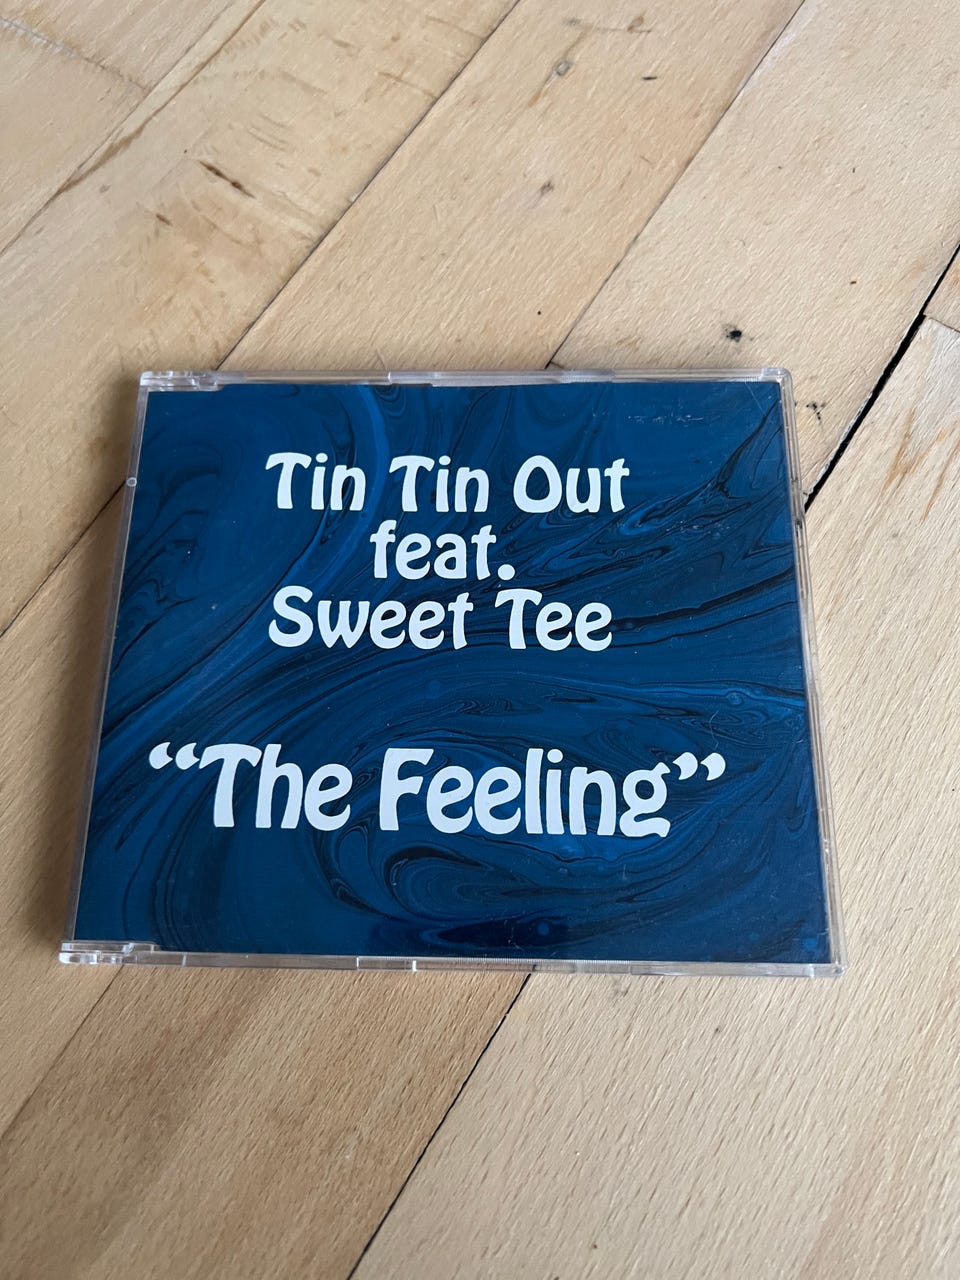 Tin Tin Out
feat.
Sweet Tee
“The Feeling”